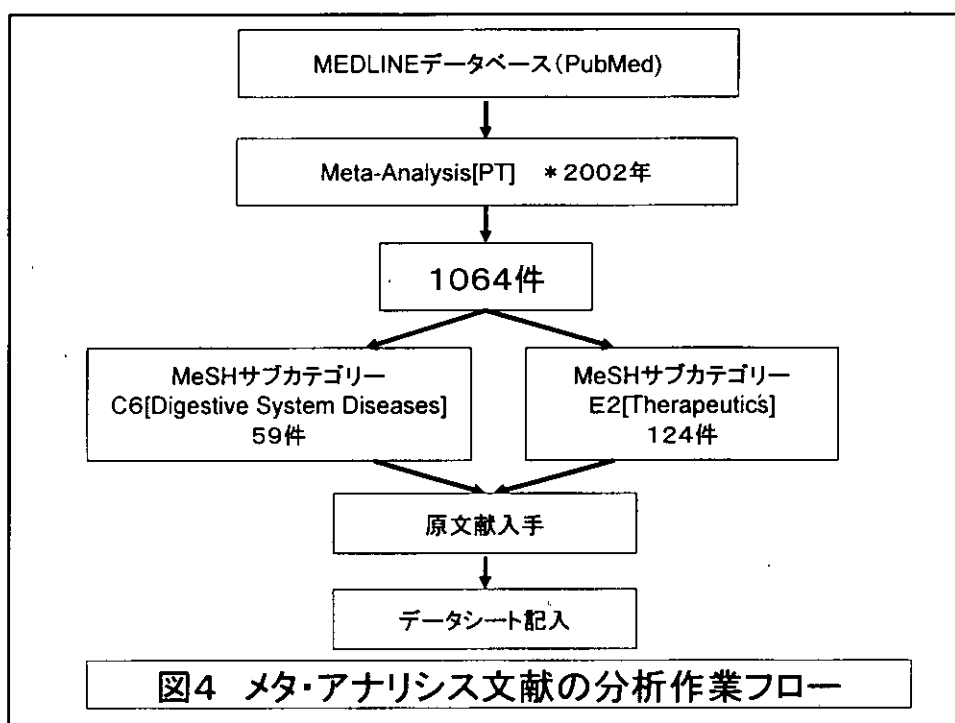 MEDLINEデータベース(PubMed)
Meta-Analysis[PT] *2002年
1064件
MeSHサブカテゴリー
C6[Digestive System Diseases]
59件
MeSHサブカテゴリー
E2[Therapeutics]
124件
原文献入手
データシート記入
図4 メタ・アナリシス文献の分析作業フロー